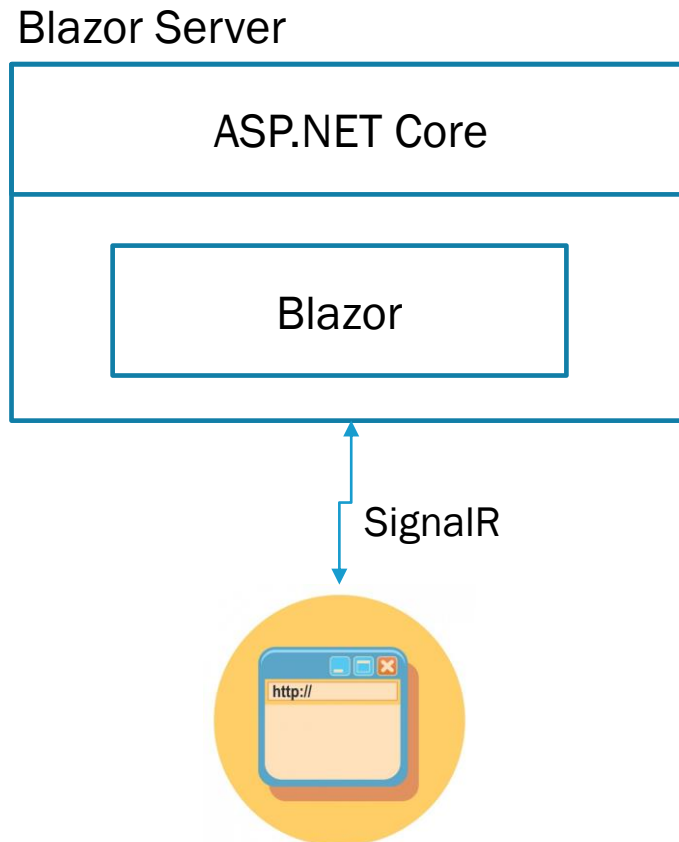 Blazor Server
ASP.NET Core
Blazor
SignalR
http://